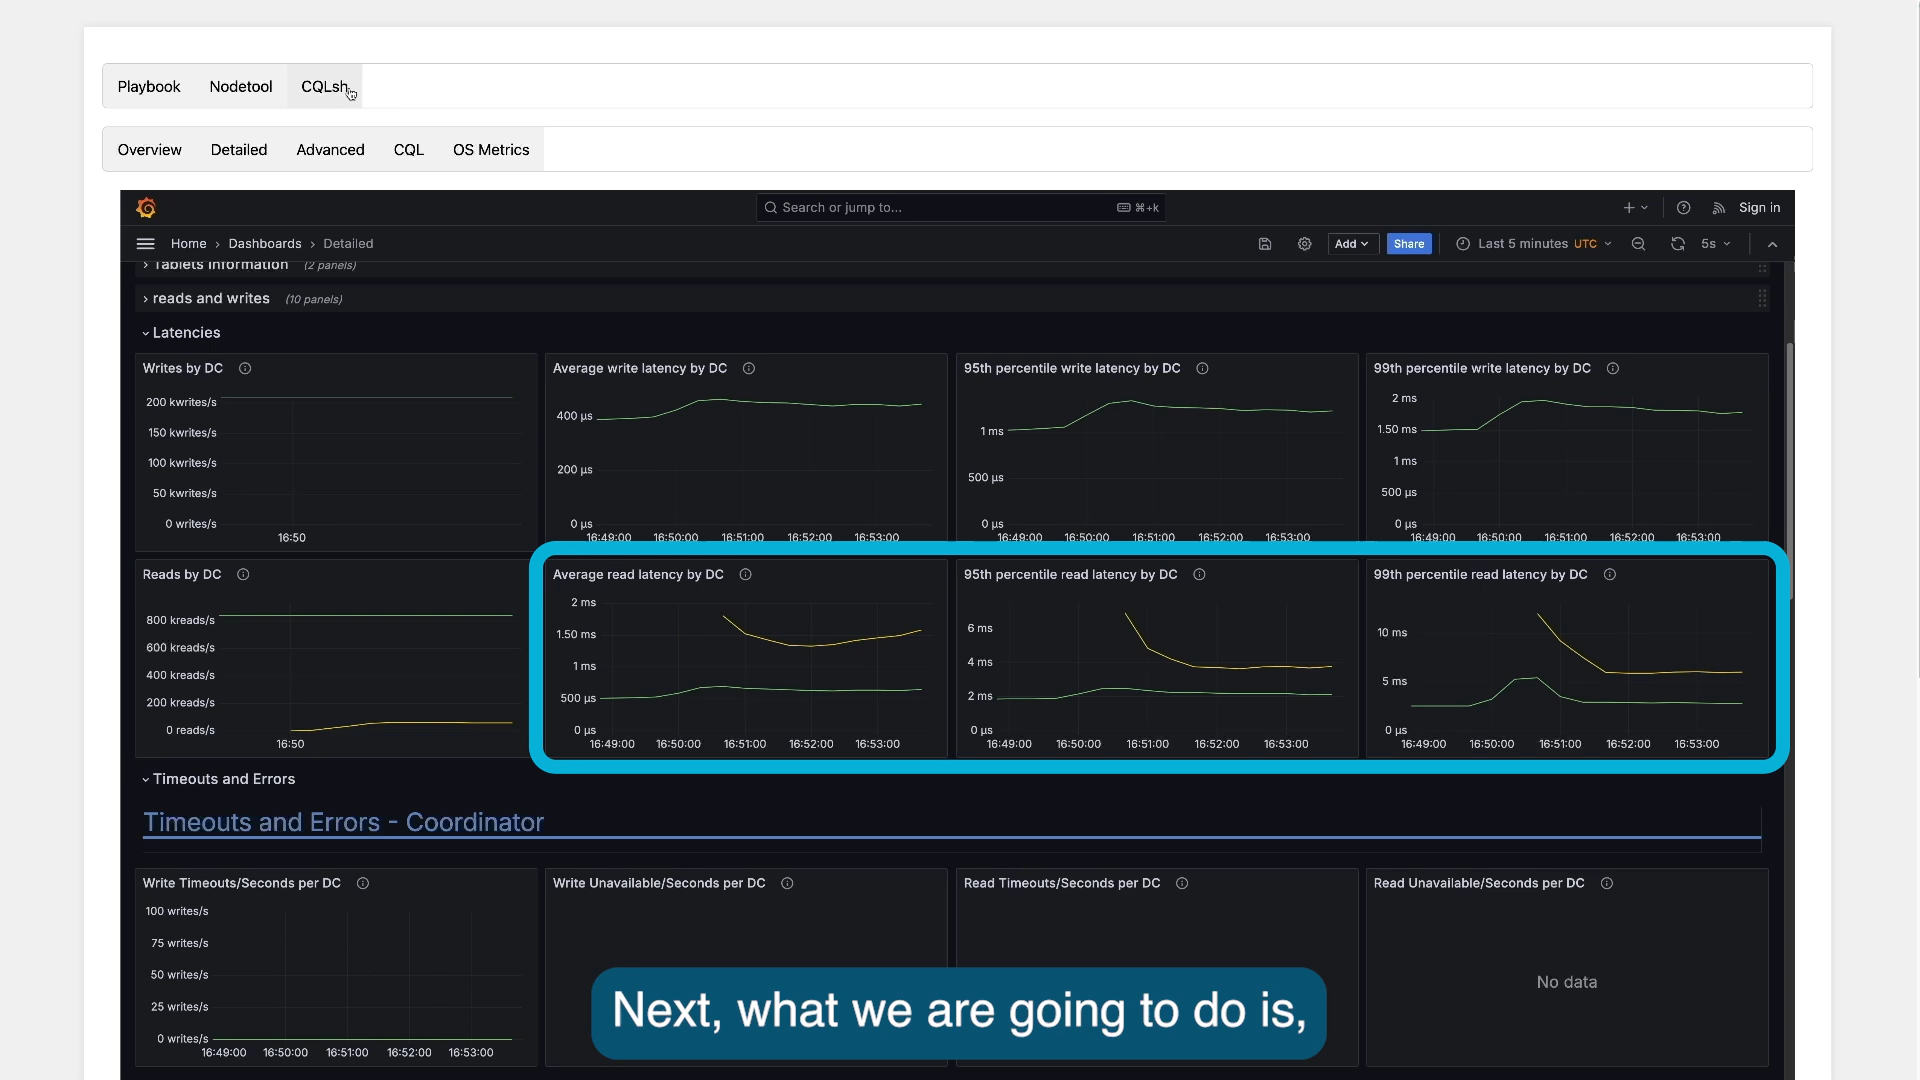 Playbook Nodetool CQLsh
Overview Detailed Advanced CQL OS Metrics
Search or jump to... ⌘+k Sign in
Home › Dashboards › Detailed Add Share Last 5 minutes UTC 5s
Tablets information (2 panels)
reads and writes (10 panels)
Latencies
Writes by DC
200 kwrites/s
150 kwrites/s
100 kwrites/s
50 kwrites/s
0 writes/s
16:50
Average write latency by DC
400 µs
200 µs
0 µs
16:49:00 16:50:00 16:51:00 16:52:00 16:53:00
95th percentile write latency by DC
1 ms
500 µs
0 µs
16:49:00 16:50:00 16:51:00 16:52:00 16:53:00
99th percentile write latency by DC
2 ms
1.50 ms
1 ms
500 µs
0 µs
16:49:00 16:50:00 16:51:00 16:52:00 16:53:00
Reads by DC
800 kreads/s
600 kreads/s
400 kreads/s
200 kreads/s
0 reads/s
16:50
Average read latency by DC
2 ms
1.50 ms
1 ms
500 µs
0 µs
16:49:00 16:50:00 16:51:00 16:52:00 16:53:00
95th percentile read latency by DC
6 ms
4 ms
2 ms
0 µs
16:49:00 16:50:00 16:51:00 16:52:00 16:53:00
99th percentile read latency by DC
10 ms
5 ms
0 µs
16:49:00 16:50:00 16:51:00 16:52:00 16:53:00
Timeouts and Errors
Timeouts and Errors - Coordinator
Write Timeouts/Seconds per DC
100 writes/s
75 writes/s
50 writes/s
25 writes/s
0 writes/s
16:49:00 16:50:00 16:51:00 16:52:00 16:53:00
Write Unavailable/Seconds per DC
Read Timeouts/Seconds per DC
Read Unavailable/Seconds per DC
No data
Next, what we are going to do is,